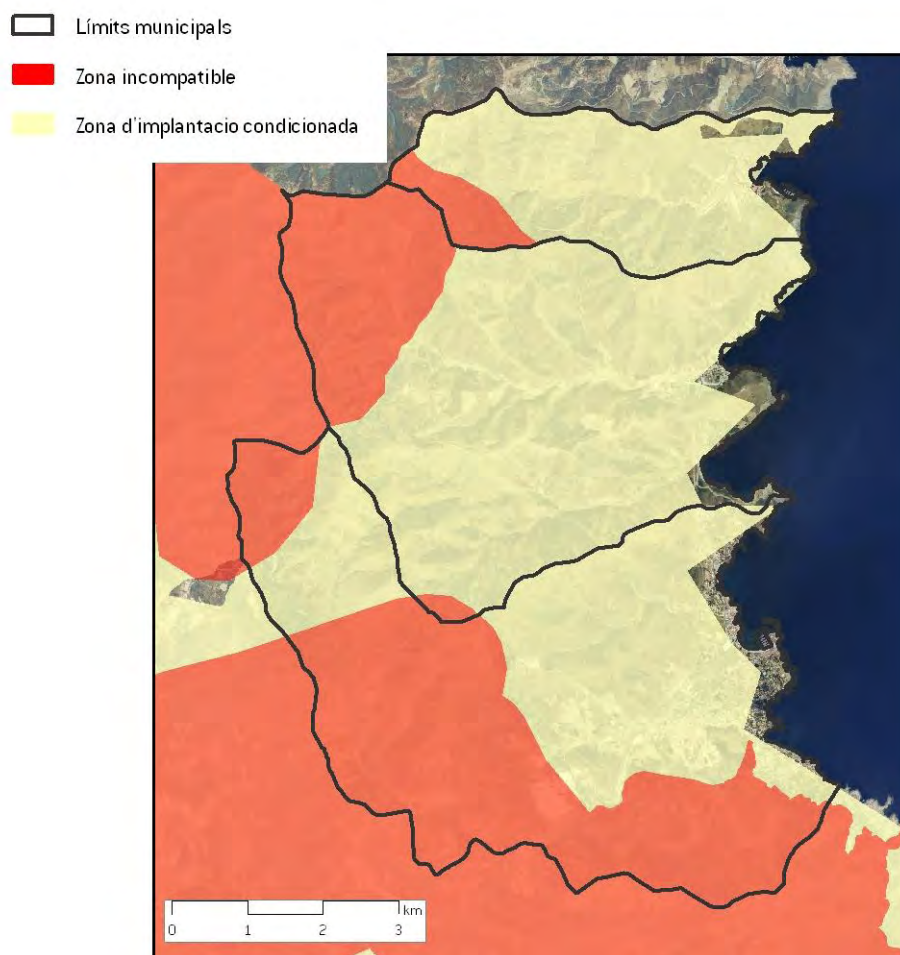 Límits municipals
Zona incompatible
Zona d'implantacio condicionada
km
0 1 2 3